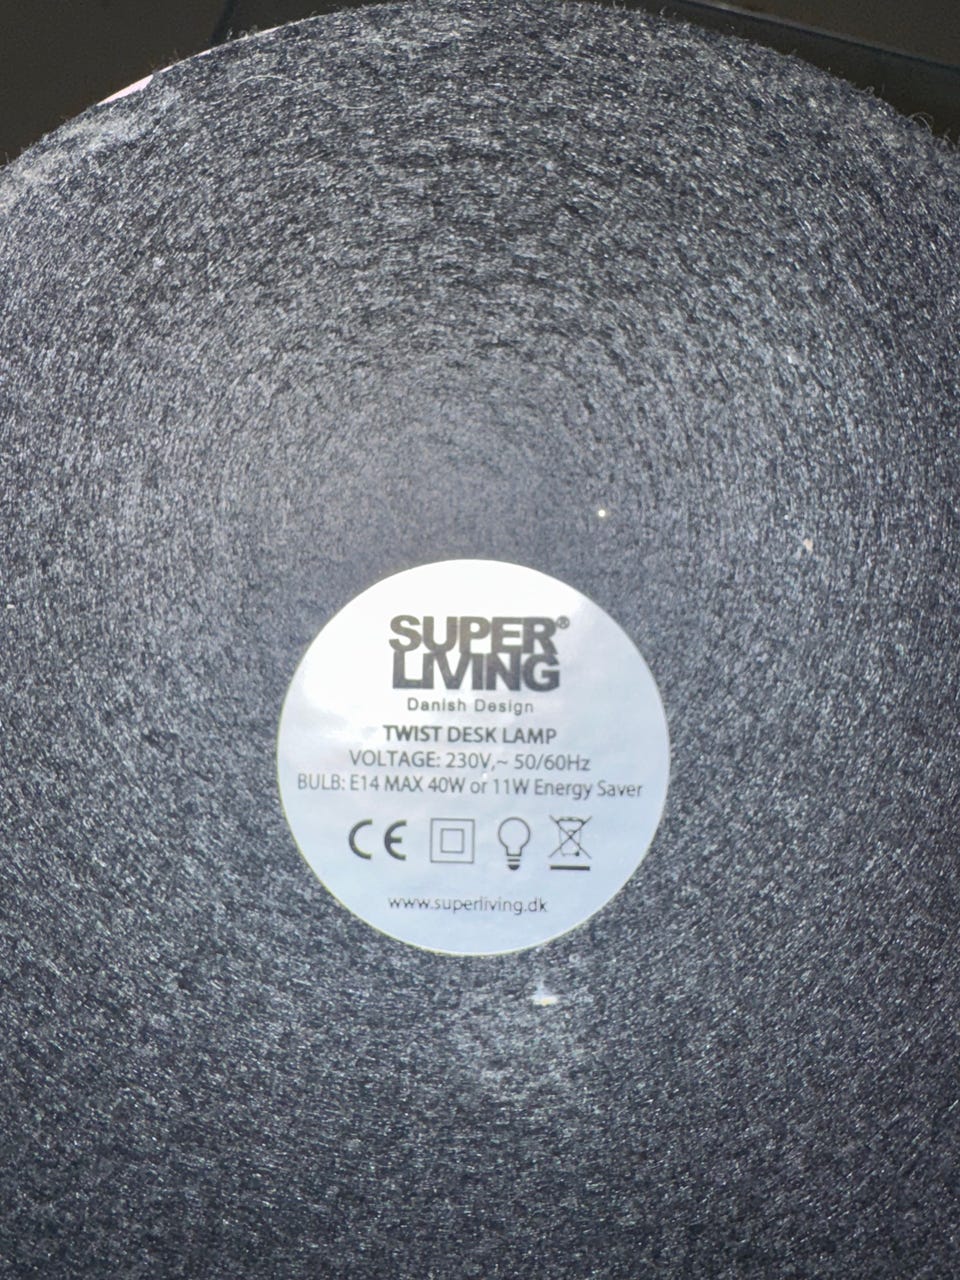 SUPER®
LIVING
Danish Design
TWIST DESK LAMP
VOLTAGE: 230V,~ 50/60Hz
BULB: E14 MAX 40W or 11W Energy Saver
CE
www.superliving.dk